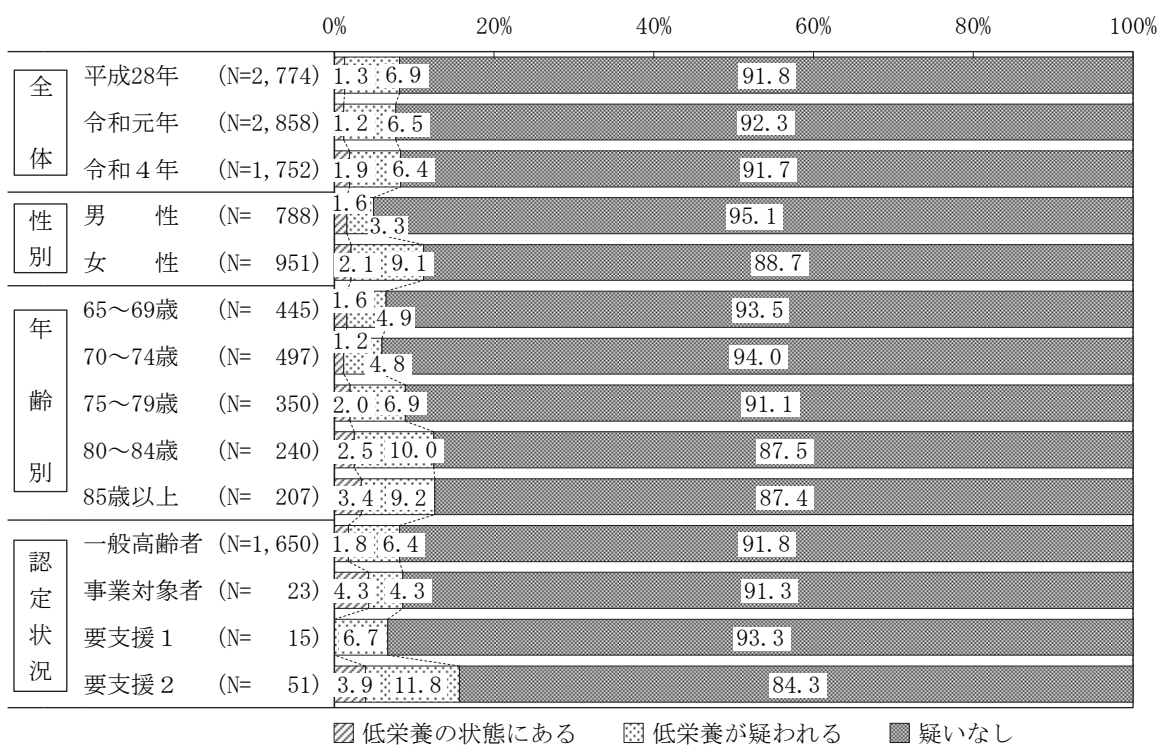 0% 20% 40% 60% 80% 100%
全体
平成28年 (N=2,774) 1.3 6.9 91.8
令和元年 (N=2,858) 1.2 6.5 92.3
令和４年 (N=1,752) 1.9 6.4 91.7
性別
男　性 (N= 788) 1.6 3.3 95.1
女　性 (N= 951) 2.1 9.1 88.7
年齢別
65～69歳 (N= 445) 1.6 4.9 93.5
70～74歳 (N= 497) 1.2 4.8 94.0
75～79歳 (N= 350) 2.0 6.9 91.1
80～84歳 (N= 240) 2.5 10.0 87.5
85歳以上 (N= 207) 3.4 9.2 87.4
認定状況
一般高齢者 (N=1,650) 1.8 6.4 91.8
事業対象者 (N= 23) 4.3 4.3 91.3
要支援１ (N= 15) 6.7 93.3
要支援２ (N= 51) 3.9 11.8 84.3
低栄養の状態にある 低栄養が疑われる 疑いなし